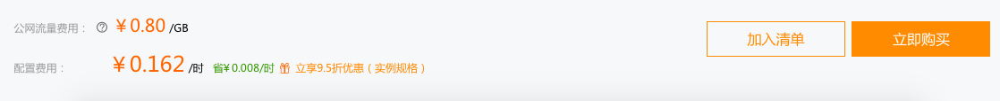 公网流量费用： ¥ 0.80 /GB
加入清单
立即购买
配置费用： ¥ 0.162 /时 省¥ 0.008/时 立享9.5折优惠（实例规格）